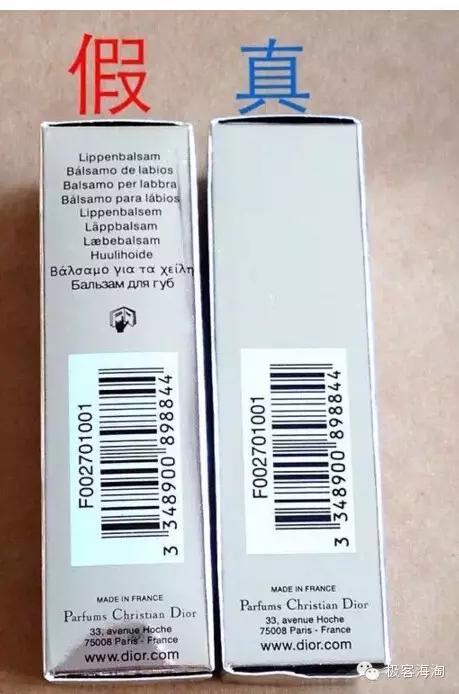 假
真
Lippenbalsam
Bálsamo de labios
Balsamo per labbra
Bálsamo para lábios
Lippenbalsem
Läppbalsam
Læbebalsam
Huulihoide
Βάλσαμο για τα χείλη
Бальзам для губ
F002701001
3 348900 898844
MADE IN FRANCE
Parfums Christian Dior
33, avenue Hoche
75008 Paris - France
www.dior.com
F002701001
3 348900 898844
MADE IN FRANCE
Parfums Christian Dior
33, avenue Hoche
75008 Paris - France
www.dior.com
极客海淘